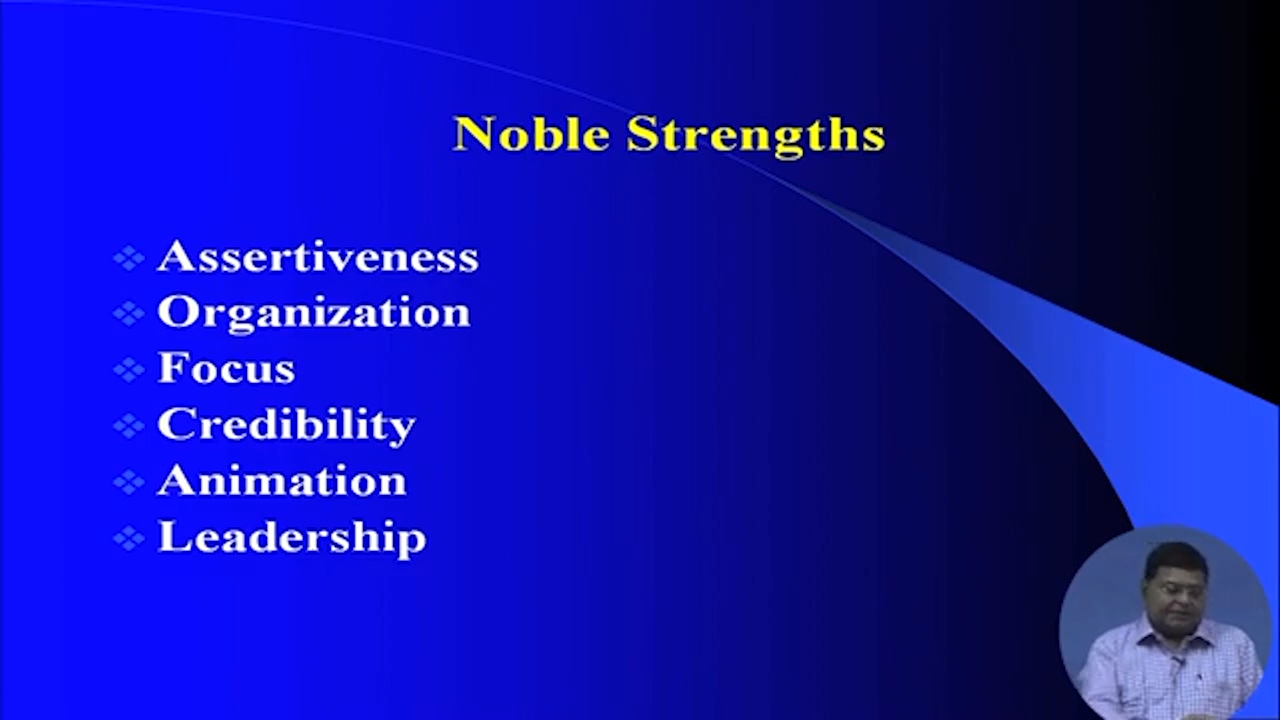 Noble Strengths
Assertiveness
Organization
Focus
Credibility
Animation
Leadership